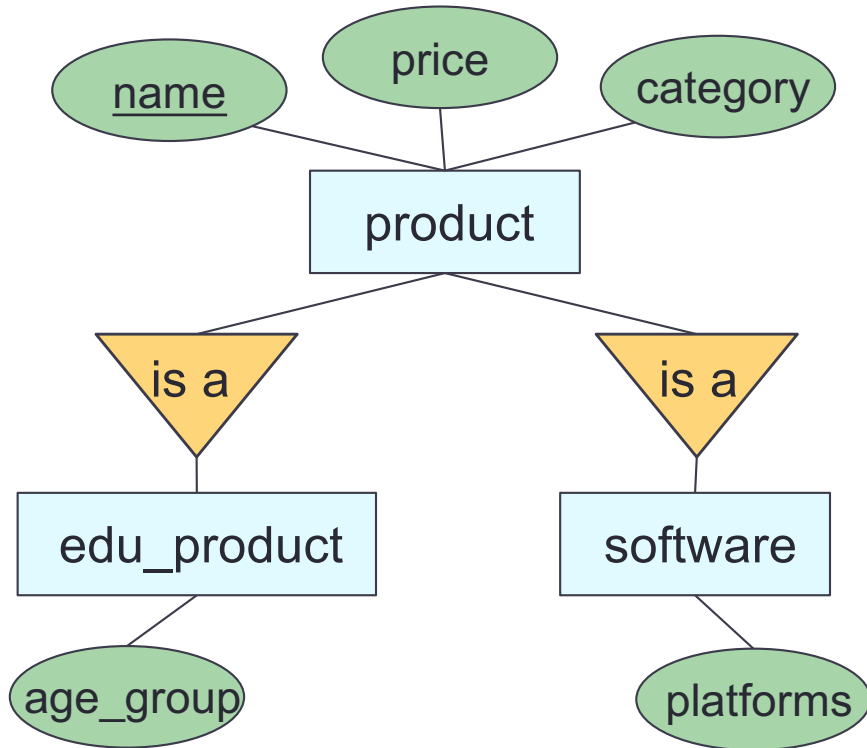 name
price
category
product
is a
is a
edu_product
software
age_group
platforms